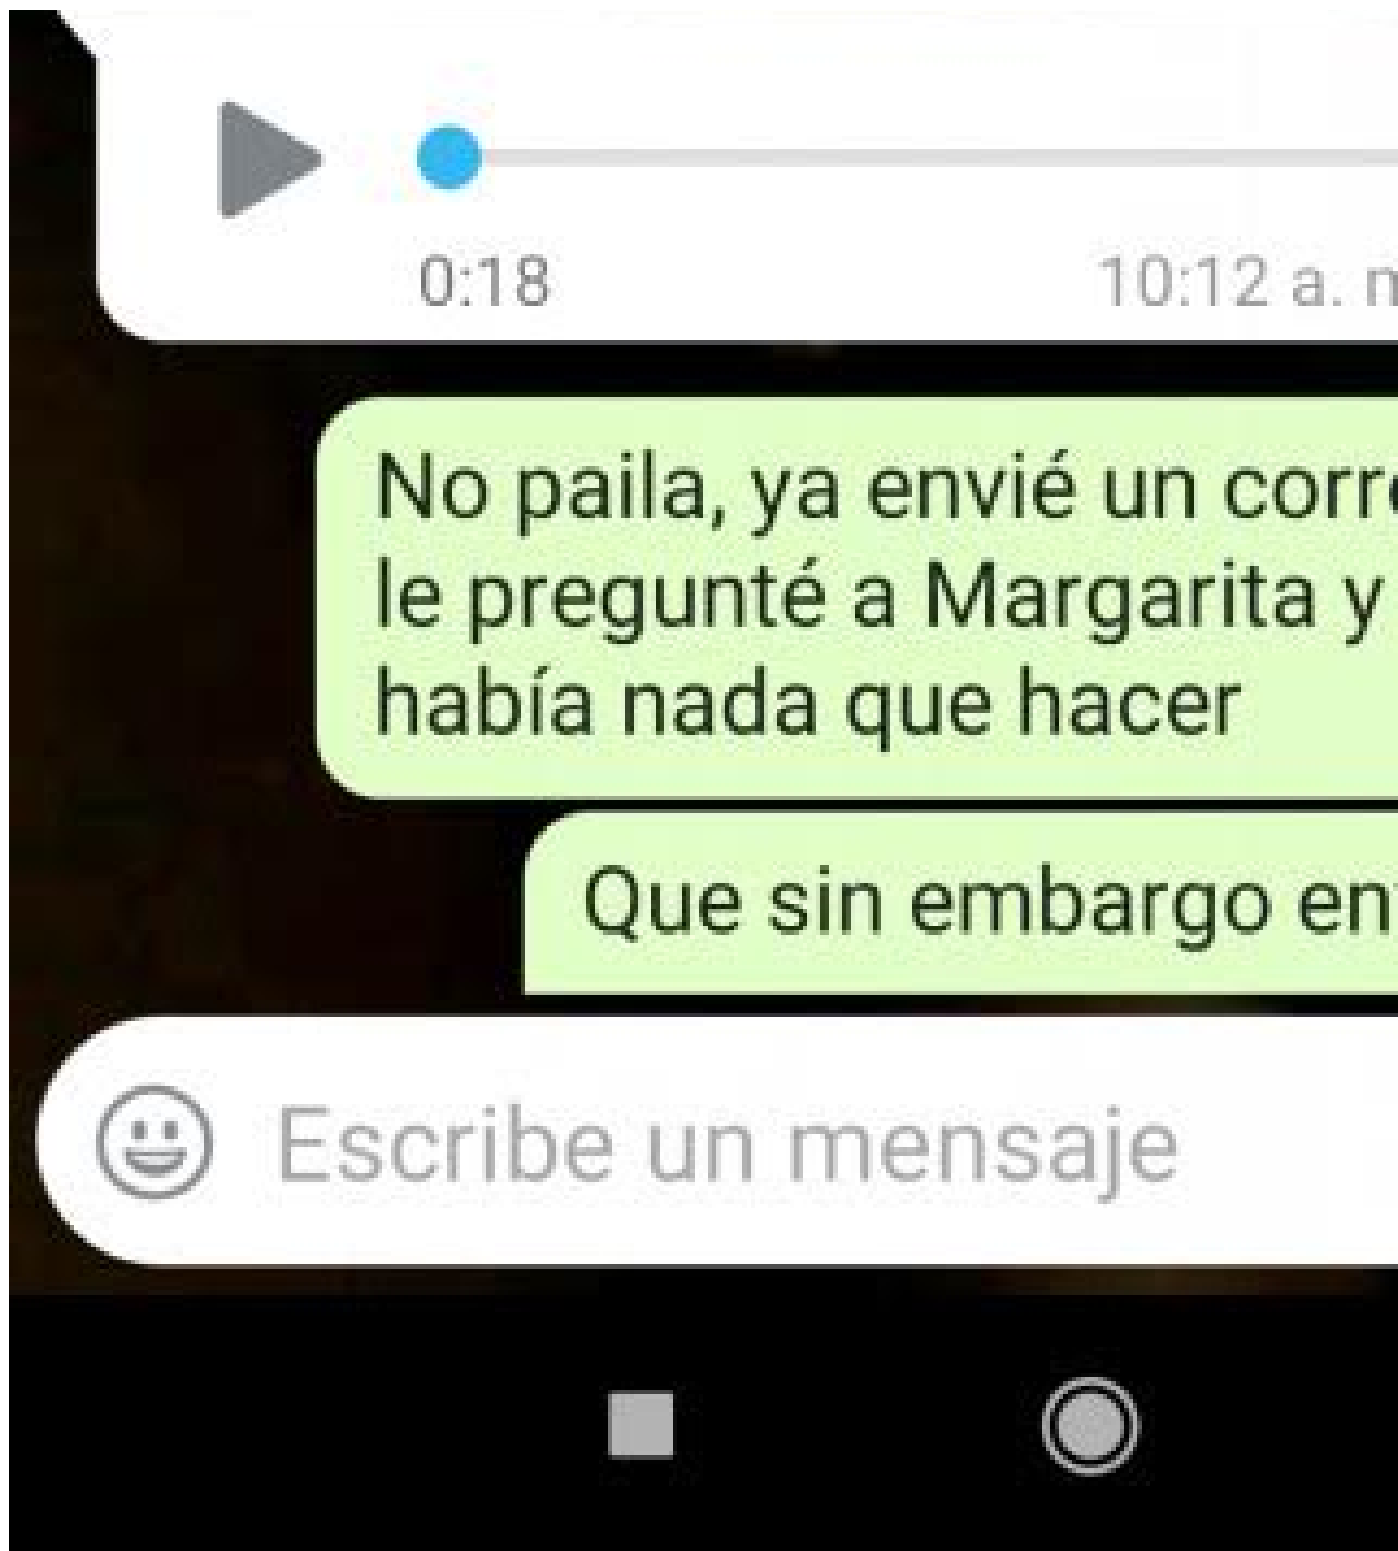 0:18
10:12 a.
No paila, ya envié un
le pregunté a Margarita y
había nada que hacer
Que sin embargo
Escribe un mensaje